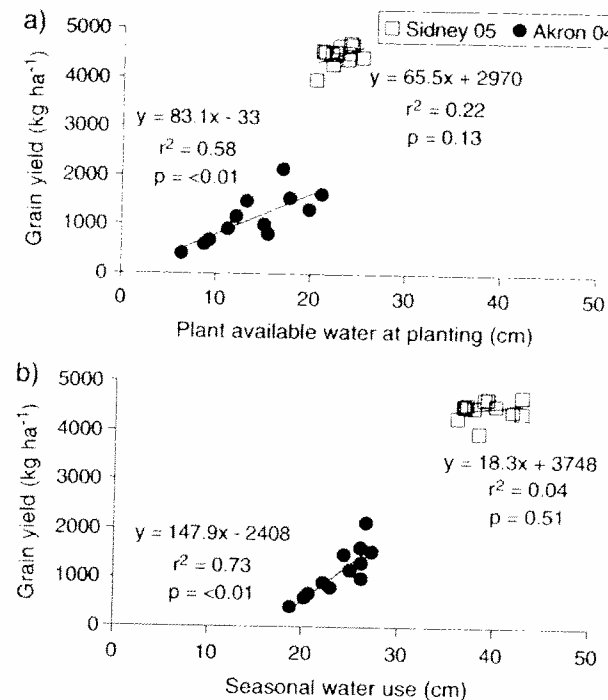 a)
□ Sidney 05 ● Akron 04
5000
4000
3000
2000
1000
0
Grain yield (kg ha⁻¹)
y = 65.5x + 2970
r² = 0.22
p = 0.13
y = 83.1x - 33
r² = 0.58
p = <0.01
0 10 20 30 40 50
Plant available water at planting (cm)
b)
5000
4000
3000
2000
1000
0
Grain yield (kg ha⁻¹)
y = 18.3x + 3748
r² = 0.04
p = 0.51
y = 147.9x - 2408
r² = 0.73
p = <0.01
0 10 20 30 40 50
Seasonal water use (cm)